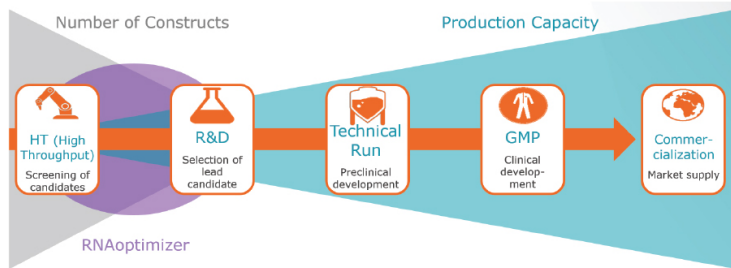 Number of Constructs
Production Capacity
HT (High
Throughput)
Screening of
candidates
R&D
Selection of
lead
candidate
Technical
Run
Preclinical
development
GMP
Clinical
develop-
ment
Commer-
cialization
Market supply
RNAoptimizer